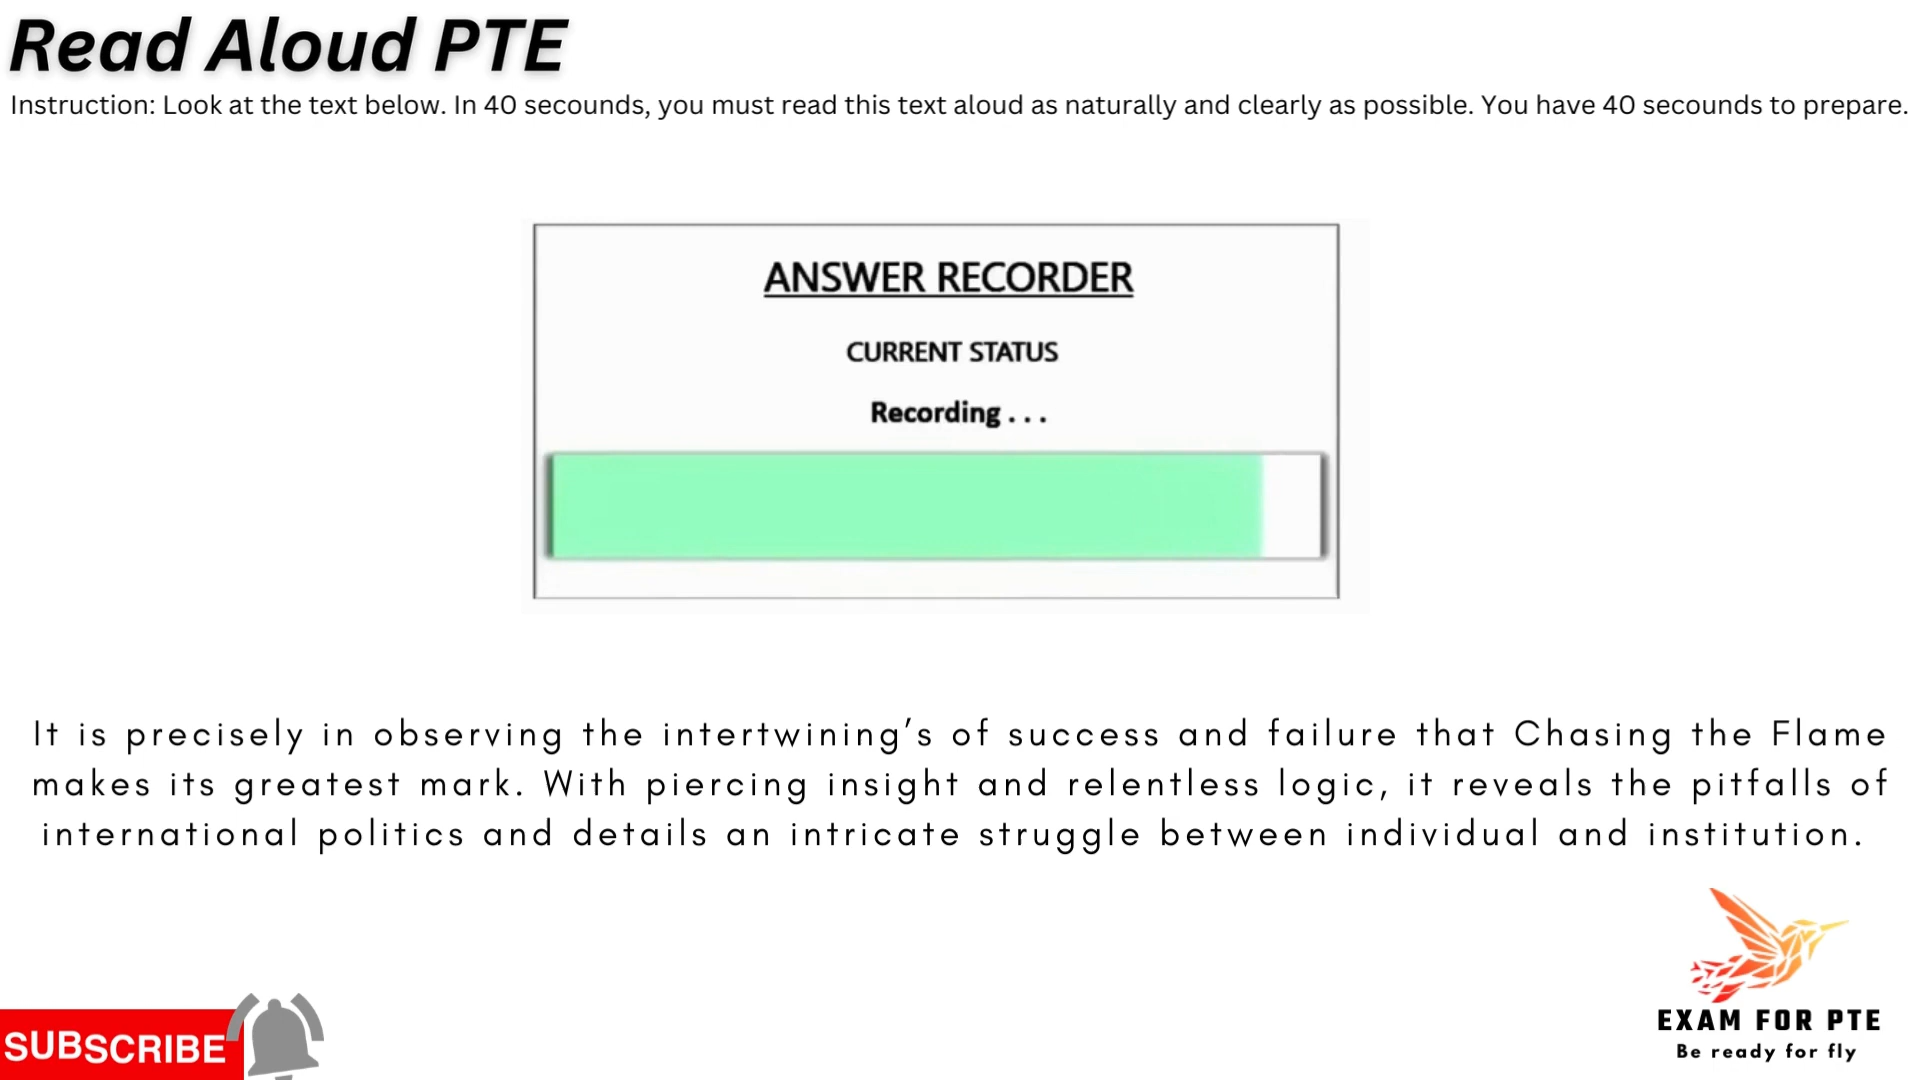 Read Aloud PTE
Instruction: Look at the text below. In 40 secounds, you must read this text aloud as naturally and clearly as possible. You have 40 secounds to prepare.
ANSWER RECORDER
CURRENT STATUS
Recording . . .
It is precisely in observing the intertwining’s of success and failure that Chasing the Flame
makes its greatest mark. With piercing insight and relentless logic, it reveals the pitfalls of
international politics and details an intricate struggle between individual and institution.
SUBSCRIBE
EXAM FOR PTE
Be ready for fly